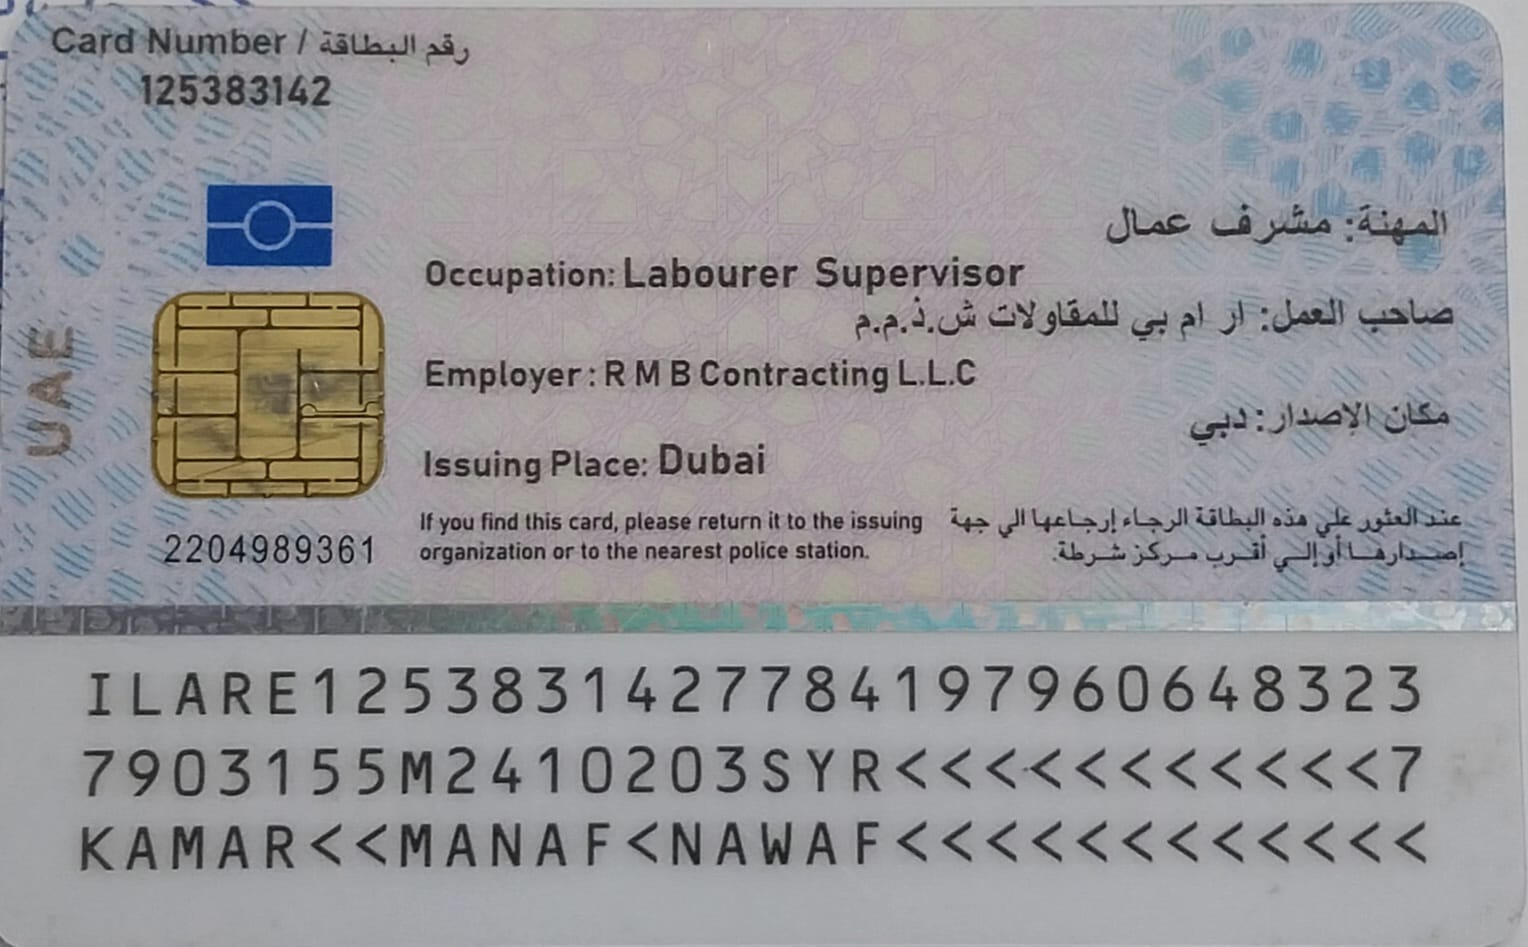 Card Number / رقم البطاقة
125383142
المهنة: مشرف عمال
Occupation: Labourer Supervisor
صاحب العمل: ار ام بي للمقاولات ش.ذ.م.م
Employer: R M B Contracting L.L.C
مكان الإصدار: دبي
Issuing Place: Dubai
UAE
2204989361
If you find this card, please return it to the issuing
organization or to the nearest police station.
عند العثور علي هذه البطاقة الرجاء إرجاعها الي جهة
إصدارها أو إلي أقرب مركز شرطة.
ILARE1253831427784197960648323
7903155M2410203SYR<<<<<<<<<<<7
KAMAR<<MANAF<NAWAF<<<<<<<<<<<<